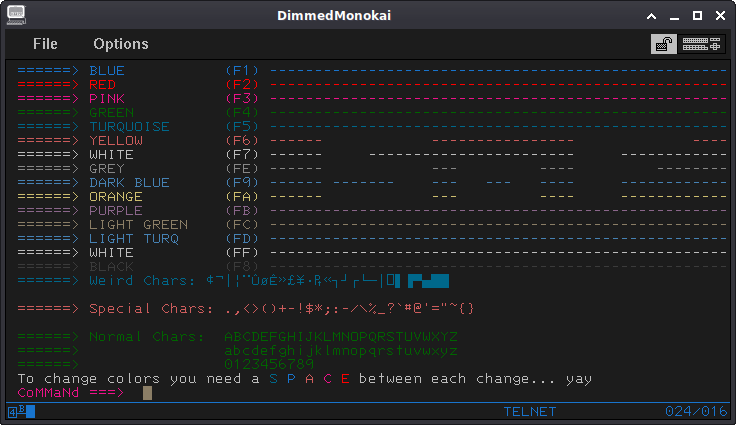 DimmedMonokai
File Options
======> BLUE (F1) ---------------------------------------------------
======> RED (F2) ---------------------------------------------------
======> PINK (F3) ---------------------------------------------------
======> GREEN (F4) ---------------------------------------------------
======> TURQUOISE (F5) ---------------------------------------------------
======> YELLOW (F6) ------ ---------------- ----
======> WHITE (F7) ------ --------------------- ------------
======> GREY (FE) ------ --- ---- ---
======> DARK BLUE (F9) ------ ------- --- --- ---- ------------
======> ORANGE (FA) ------ --- ---- ---
======> PURPLE (FB) ---------------------------------------------------
======> LIGHT GREEN (FC) ---------------------------------------------------
======> LIGHT TURQ (FD) ---------------------------------------------------
======> WHITE (FF) ---------------------------------------------------
======> BLACK (F8) ---------------------------------------------------
======> Weird Chars:
======> Special Chars: .,<>()+-!$*;:-/\%_?`#@'="~{}
======> Normal Chars: ABCDEFGHIJKLMNOPQRSTUVWXYZ
======> abcdefghijklmnopqrstuvwxyz
======> 0123456789
To change colors you need a S P A C E between each change... yay
CoMMaNd ===>
4 B TELNET 024/016